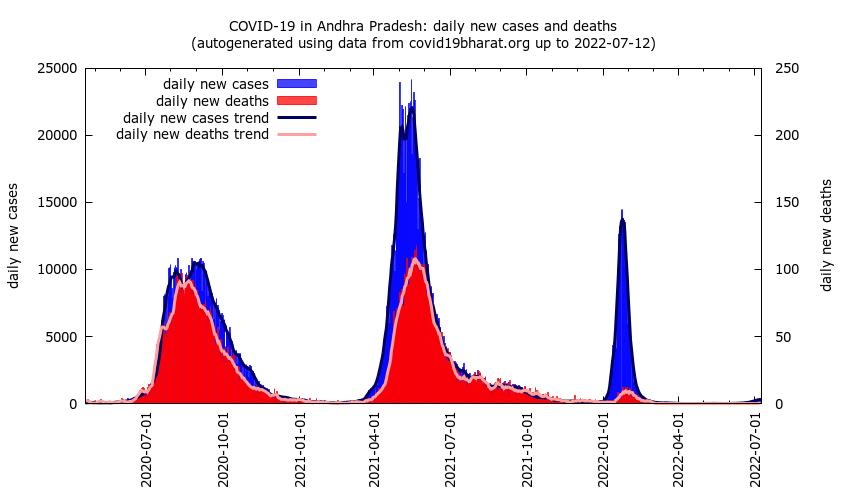 COVID-19 in Andhra Pradesh: daily new cases and deaths
(autogenerated using data from covid19bharat.org up to 2022-07-12)
daily new cases
daily new deaths
daily new cases trend
daily new deaths trend
25000
20000
15000
10000
5000
0
daily new cases
250
200
150
100
50
0
daily new deaths
2020-07-01
2020-10-01
2021-01-01
2021-04-01
2021-07-01
2021-10-01
2022-01-01
2022-04-01
2022-07-01